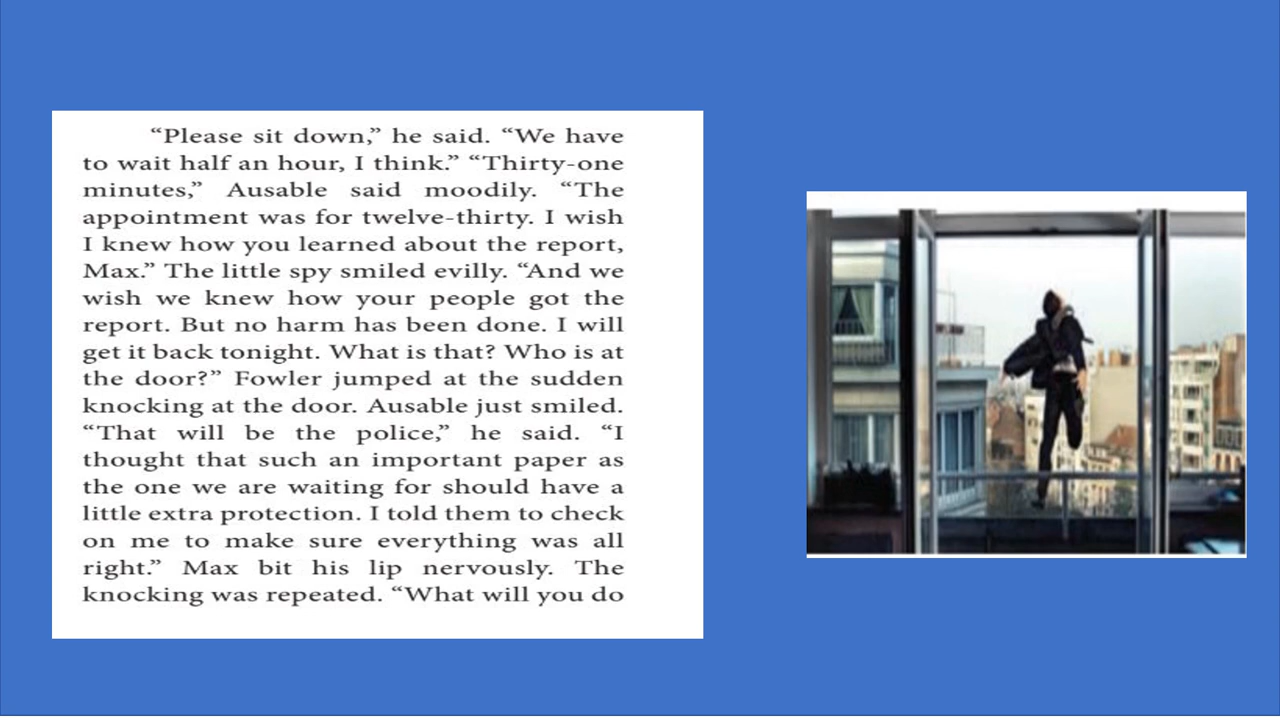 “Please sit down,” he said. “We have
to wait half an hour, I think.” “Thirty-one
minutes,” Ausable said moodily. “The
appointment was for twelve-thirty. I wish
I knew how you learned about the report,
Max.” The little spy smiled evilly. “And we
wish we knew how your people got the
report. But no harm has been done. I will
get it back tonight. What is that? Who is at
the door?” Fowler jumped at the sudden
knocking at the door. Ausable just smiled.
“That will be the police,” he said. “I
thought that such an important paper as
the one we are waiting for should have a
little extra protection. I told them to check
on me to make sure everything was all
right.” Max bit his lip nervously. The
knocking was repeated. “What will you do